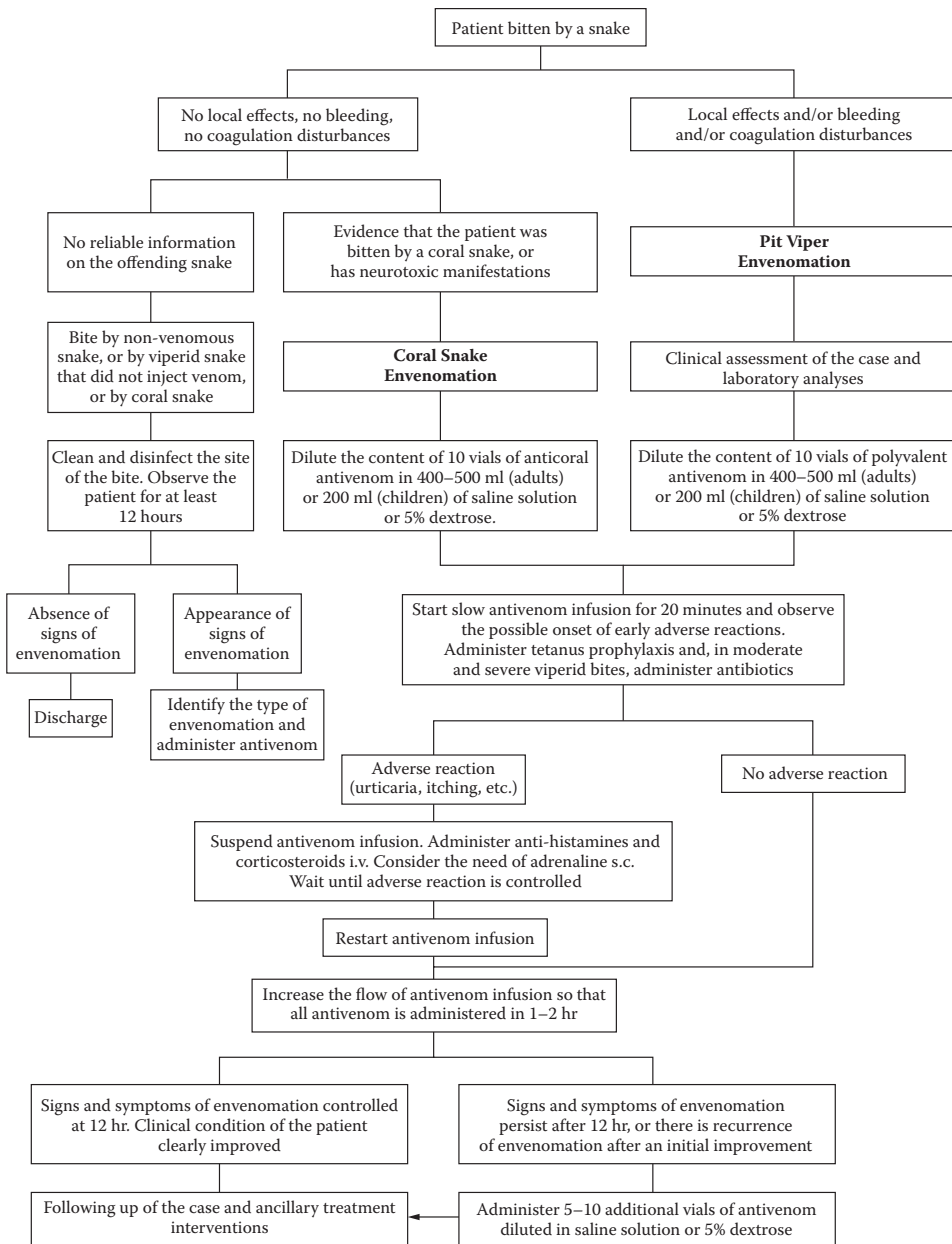 Patient bitten by a snake
No local effects, no bleeding,
no coagulation disturbances
Local effects and/or bleeding
and/or coagulation disturbances
No reliable information
on the offending snake
Evidence that the patient was
bitten by a coral snake, or
has neurotoxic manifestations
Pit Viper
Envenomation
Bite by non-venomous
snake, or by viperid snake
that did not inject venom,
or by coral snake
Coral Snake
Envenomation
Clinical assessment of the case and
laboratory analyses
Clean and disinfect the site
of the bite. Observe the
patient for at least
12 hours
Dilute the content of 10 vials of anticoral
antivenom in 400–500 ml (adults)
or 200 ml (children) of saline solution
or 5% dextrose.
Dilute the content of 10 vials of polyvalent
antivenom in 400–500 ml (adults)
or 200 ml (children) of saline solution
or 5% dextrose
Absence of
signs of
envenomation
Appearance of
signs of
envenomation
Start slow antivenom infusion for 20 minutes and observe
the possible onset of early adverse reactions.
Administer tetanus prophylaxis and, in moderate
and severe viperid bites, administer antibiotics
Discharge
Identify the type of
envenomation and
administer antivenom
Adverse reaction
(urticaria, itching, etc.)
No adverse reaction
Suspend antivenom infusion. Administer anti-histamines and
corticosteroids i.v. Consider the need of adrenaline s.c.
Wait until adverse reaction is controlled
Restart antivenom infusion
Increase the flow of antivenom infusion so that
all antivenom is administered in 1–2 hr
Signs and symptoms of envenomation controlled
at 12 hr. Clinical condition of the patient
clearly improved
Signs and symptoms of envenomation
persist after 12 hr, or there is recurrence
of envenomation after an initial improvement
Following up of the case and ancillary treatment
interventions
Administer 5–10 additional vials of antivenom
diluted in saline solution or 5% dextrose